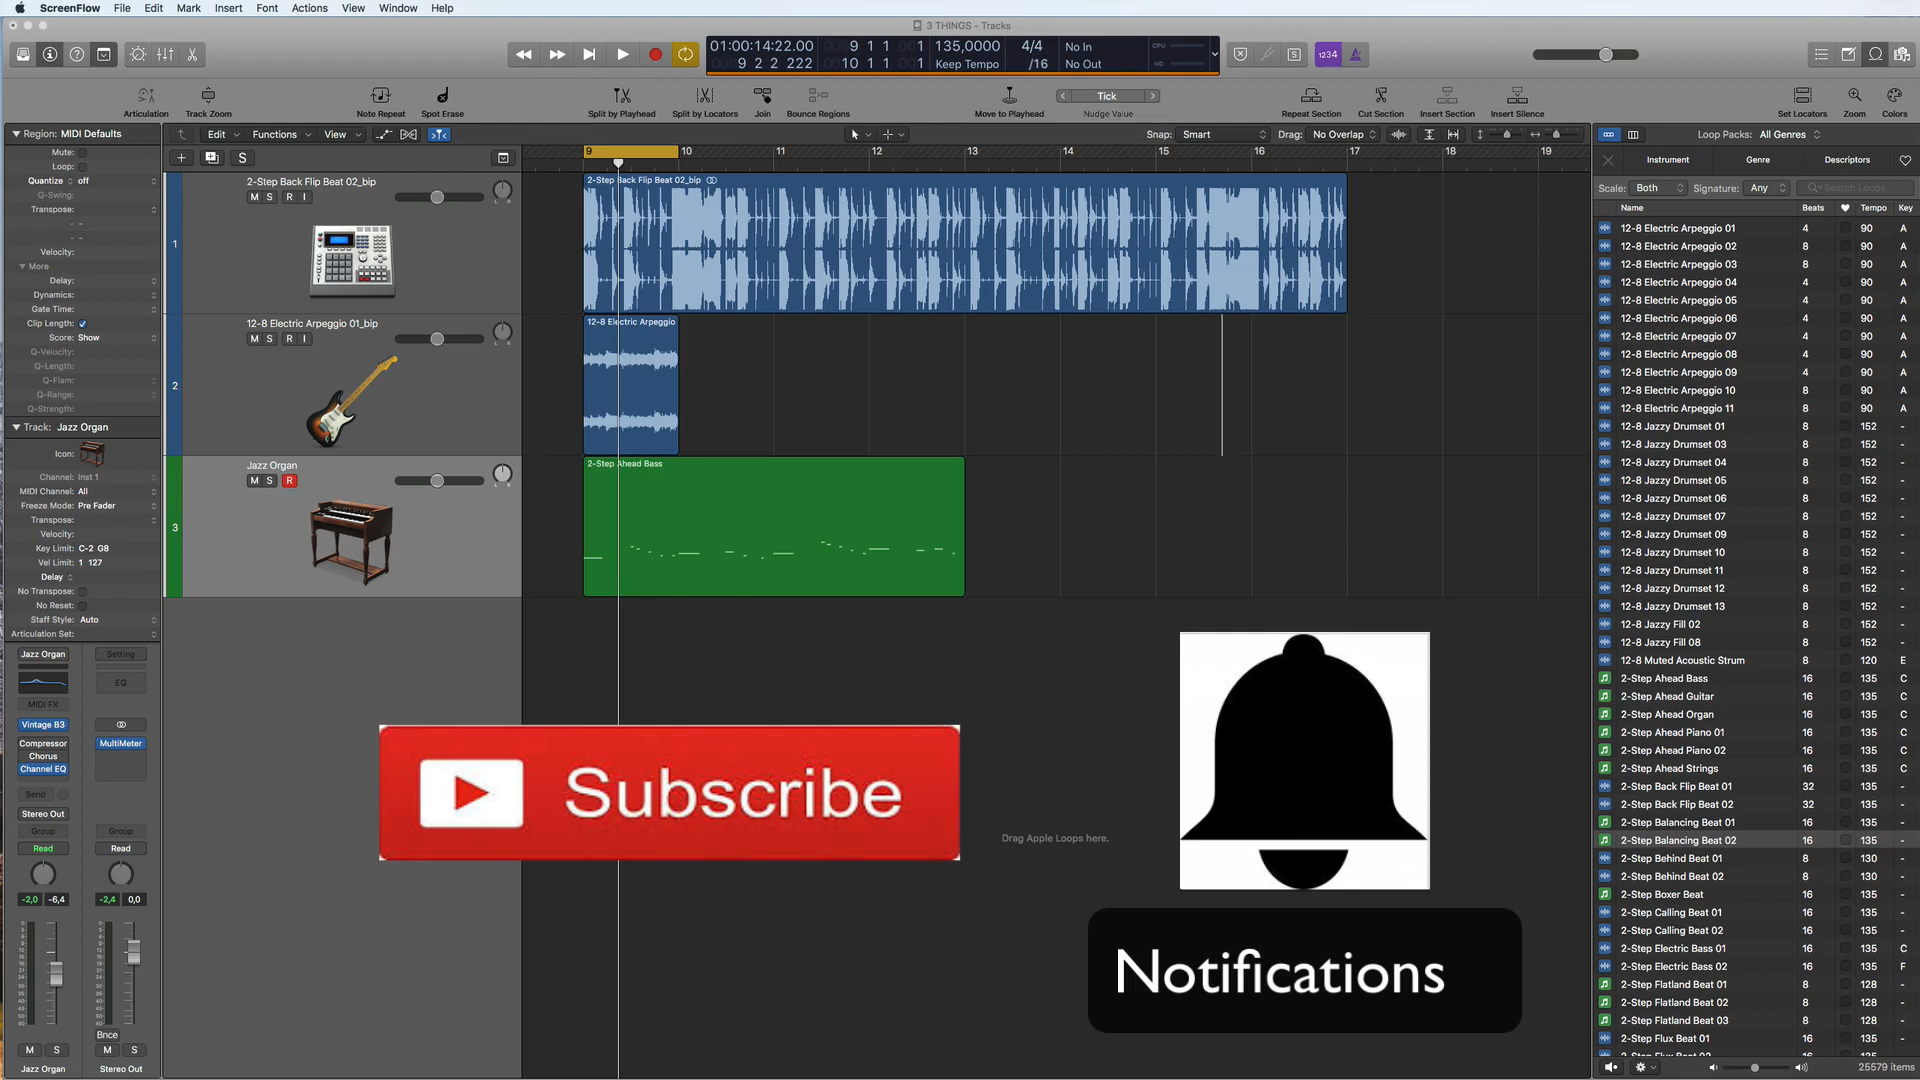 ScreenFlow File Edit Mark Insert Font Actions View Window Help
3 THINGS - Tracks
01:00:14:22.00 9 1 1 1 135,0000 4/4 No In CPU
9 2 2 222 10 1 1 1 Keep Tempo /16 No Out HD
1234
Articulation Track Zoom Note Repeat Spot Erase Split by Playhead Split by Locators Join Bounce Regions Move to Playhead Tick Nudge Value Repeat Section Cut Section Insert Section Insert Silence Set Locators Zoom Colors
Region: MIDI Defaults
Mute:
Loop:
Quantize off
Q-Swing:
Transpose:
Velocity:
More
Delay:
Dynamics:
Gate Time:
Clip Length:
Score: Show
Q-Velocity:
Q-Length:
Q-Flam:
Q-Range:
Q-Strength:
Track: Jazz Organ
Icon:
Channel: Inst 1
MIDI Channel: All
Freeze Mode: Pre Fader
Transpose:
Velocity:
Key Limit: C-2 G8
Vel Limit: 1 127
Delay
No Transpose:
No Reset:
Staff Style: Auto
Articulation Set:
Jazz Organ Setting
EQ
MIDI FX
Vintage B3
Compressor MultiMeter
Chorus
Channel EQ
Send
Stereo Out
Group Group
Read Read
-2,0 -6,4 -2,4 0,0
Bnce
M S M S
Jazz Organ Stereo Out
Edit Functions View Snap: Smart Drag: No Overlap
S
9 10 11 12 13 14 15 16 17 18 19
1
2-Step Back Flip Beat 02_bip
M S R I
2-Step Back Flip Beat 02_bip
2
12-8 Electric Arpeggio 01_bip
M S R I
12-8 Electric Arpeggio
3
Jazz Organ
M S R
2-Step Ahead Bass
Subscribe
Drag Apple Loops here.
Notifications
Loop Packs: All Genres
Instrument Genre Descriptors
Scale: Both Signature: Any Search Loops
Name Beats Tempo Key
12-8 Electric Arpeggio 01 4 90 A
12-8 Electric Arpeggio 02 8 90 A
12-8 Electric Arpeggio 03 8 90 A
12-8 Electric Arpeggio 04 4 90 A
12-8 Electric Arpeggio 05 4 90 A
12-8 Electric Arpeggio 06 4 90 A
12-8 Electric Arpeggio 07 4 90 A
12-8 Electric Arpeggio 08 4 90 A
12-8 Electric Arpeggio 09 4 90 A
12-8 Electric Arpeggio 10 8 90 A
12-8 Electric Arpeggio 11 8 90 A
12-8 Jazzy Drumset 01 8 152 -
12-8 Jazzy Drumset 03 8 152 -
12-8 Jazzy Drumset 04 8 152 -
12-8 Jazzy Drumset 05 8 152 -
12-8 Jazzy Drumset 06 8 152 -
12-8 Jazzy Drumset 07 8 152 -
12-8 Jazzy Drumset 09 8 152 -
12-8 Jazzy Drumset 10 8 152 -
12-8 Jazzy Drumset 11 8 152 -
12-8 Jazzy Drumset 12 8 152 -
12-8 Jazzy Drumset 13 8 152 -
12-8 Jazzy Fill 02 8 152 -
12-8 Jazzy Fill 08 8 152 -
12-8 Muted Acoustic Strum 8 120 E
2-Step Ahead Bass 16 135 C
2-Step Ahead Guitar 16 135 C
2-Step Ahead Organ 16 135 C
2-Step Ahead Piano 01 16 135 C
2-Step Ahead Piano 02 16 135 C
2-Step Ahead Strings 16 135 C
2-Step Back Flip Beat 01 32 135 -
2-Step Back Flip Beat 02 32 135 -
2-Step Balancing Beat 01 16 135 -
2-Step Balancing Beat 02 16 135 -
2-Step Behind Beat 01 8 130 -
2-Step Behind Beat 02 8 130 -
2-Step Boxer Beat 16 135 -
2-Step Calling Beat 01 16 135 -
2-Step Calling Beat 02 16 135 -
2-Step Electric Bass 01 16 135 C
2-Step Electric Bass 02 16 135 F
2-Step Flatland Beat 01 8 128 -
2-Step Flatland Beat 02 8 128 -
2-Step Flatland Beat 03 8 128 -
2-Step Flux Beat 01 16 135 -
25579 items